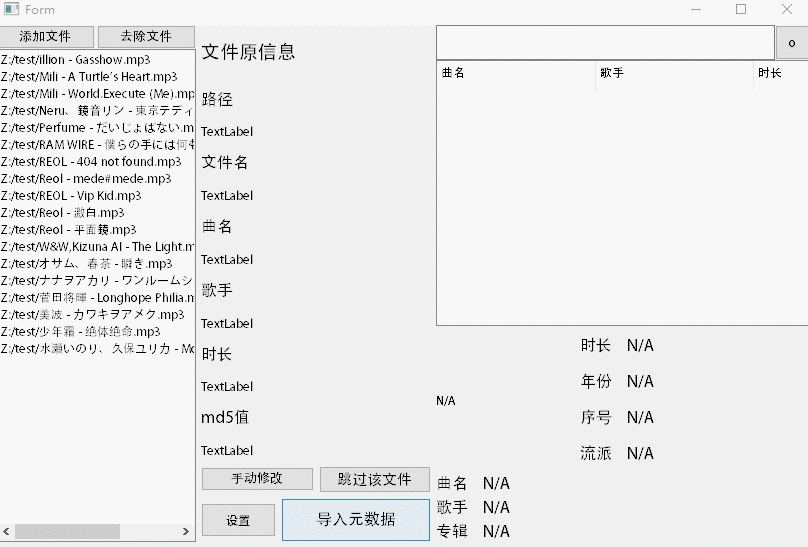 Form
添加文件
去除文件
Z:/test/illion - Gasshow.mp3
Z:/test/Mili - A Turtle's Heart.mp3
Z:/test/Mili - World.Execute (Me).mp
Z:/test/Neru、鏡音リン - 東京テディ
Z:/test/Perfume - だいじょばない.m
Z:/test/RAM WIRE - 僕らの手には何も
Z:/test/REOL - 404 not found.mp3
Z:/test/Reol - mede#mede.mp3
Z:/test/REOL - Vip Kid.mp3
Z:/test/Reol - 激白.mp3
Z:/test/Reol - 平面鏡.mp3
Z:/test/W&W,Kizuna AI - The Light.m
Z:/test/オサム、春茶 - 瞬き.mp3
Z:/test/ナナヲアカリ - ワンルームシ
Z:/test/菅田将暉 - Longhope Philia.m
Z:/test/美波 - カワキヲアメク.mp3
Z:/test/少年霜 - 绝体绝命.mp3
Z:/test/水瀬いのり、久保ユリカ - Mo
文件原信息
路径
TextLabel
文件名
TextLabel
曲名
TextLabel
歌手
TextLabel
时长
TextLabel
md5值
TextLabel
手动修改
跳过该文件
设置
导入元数据
o
曲名 歌手 时长
N/A
时长 N/A
年份 N/A
序号 N/A
流派 N/A
曲名 N/A
歌手 N/A
专辑 N/A